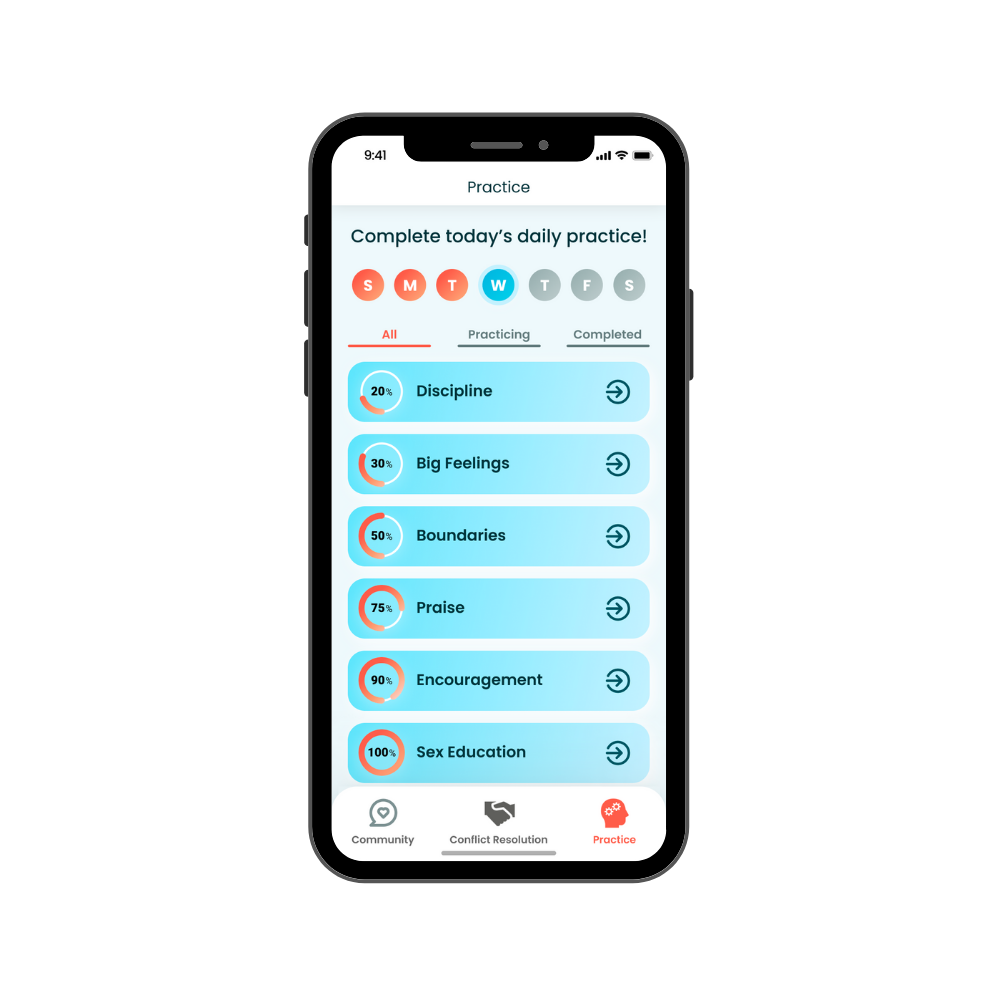 9:41
Practice
Complete today’s daily practice!
S M T W T F S
All Practicing Completed
20% Discipline
30% Big Feelings
50% Boundaries
75% Praise
90% Encouragement
100% Sex Education
Community Conflict Resolution Practice